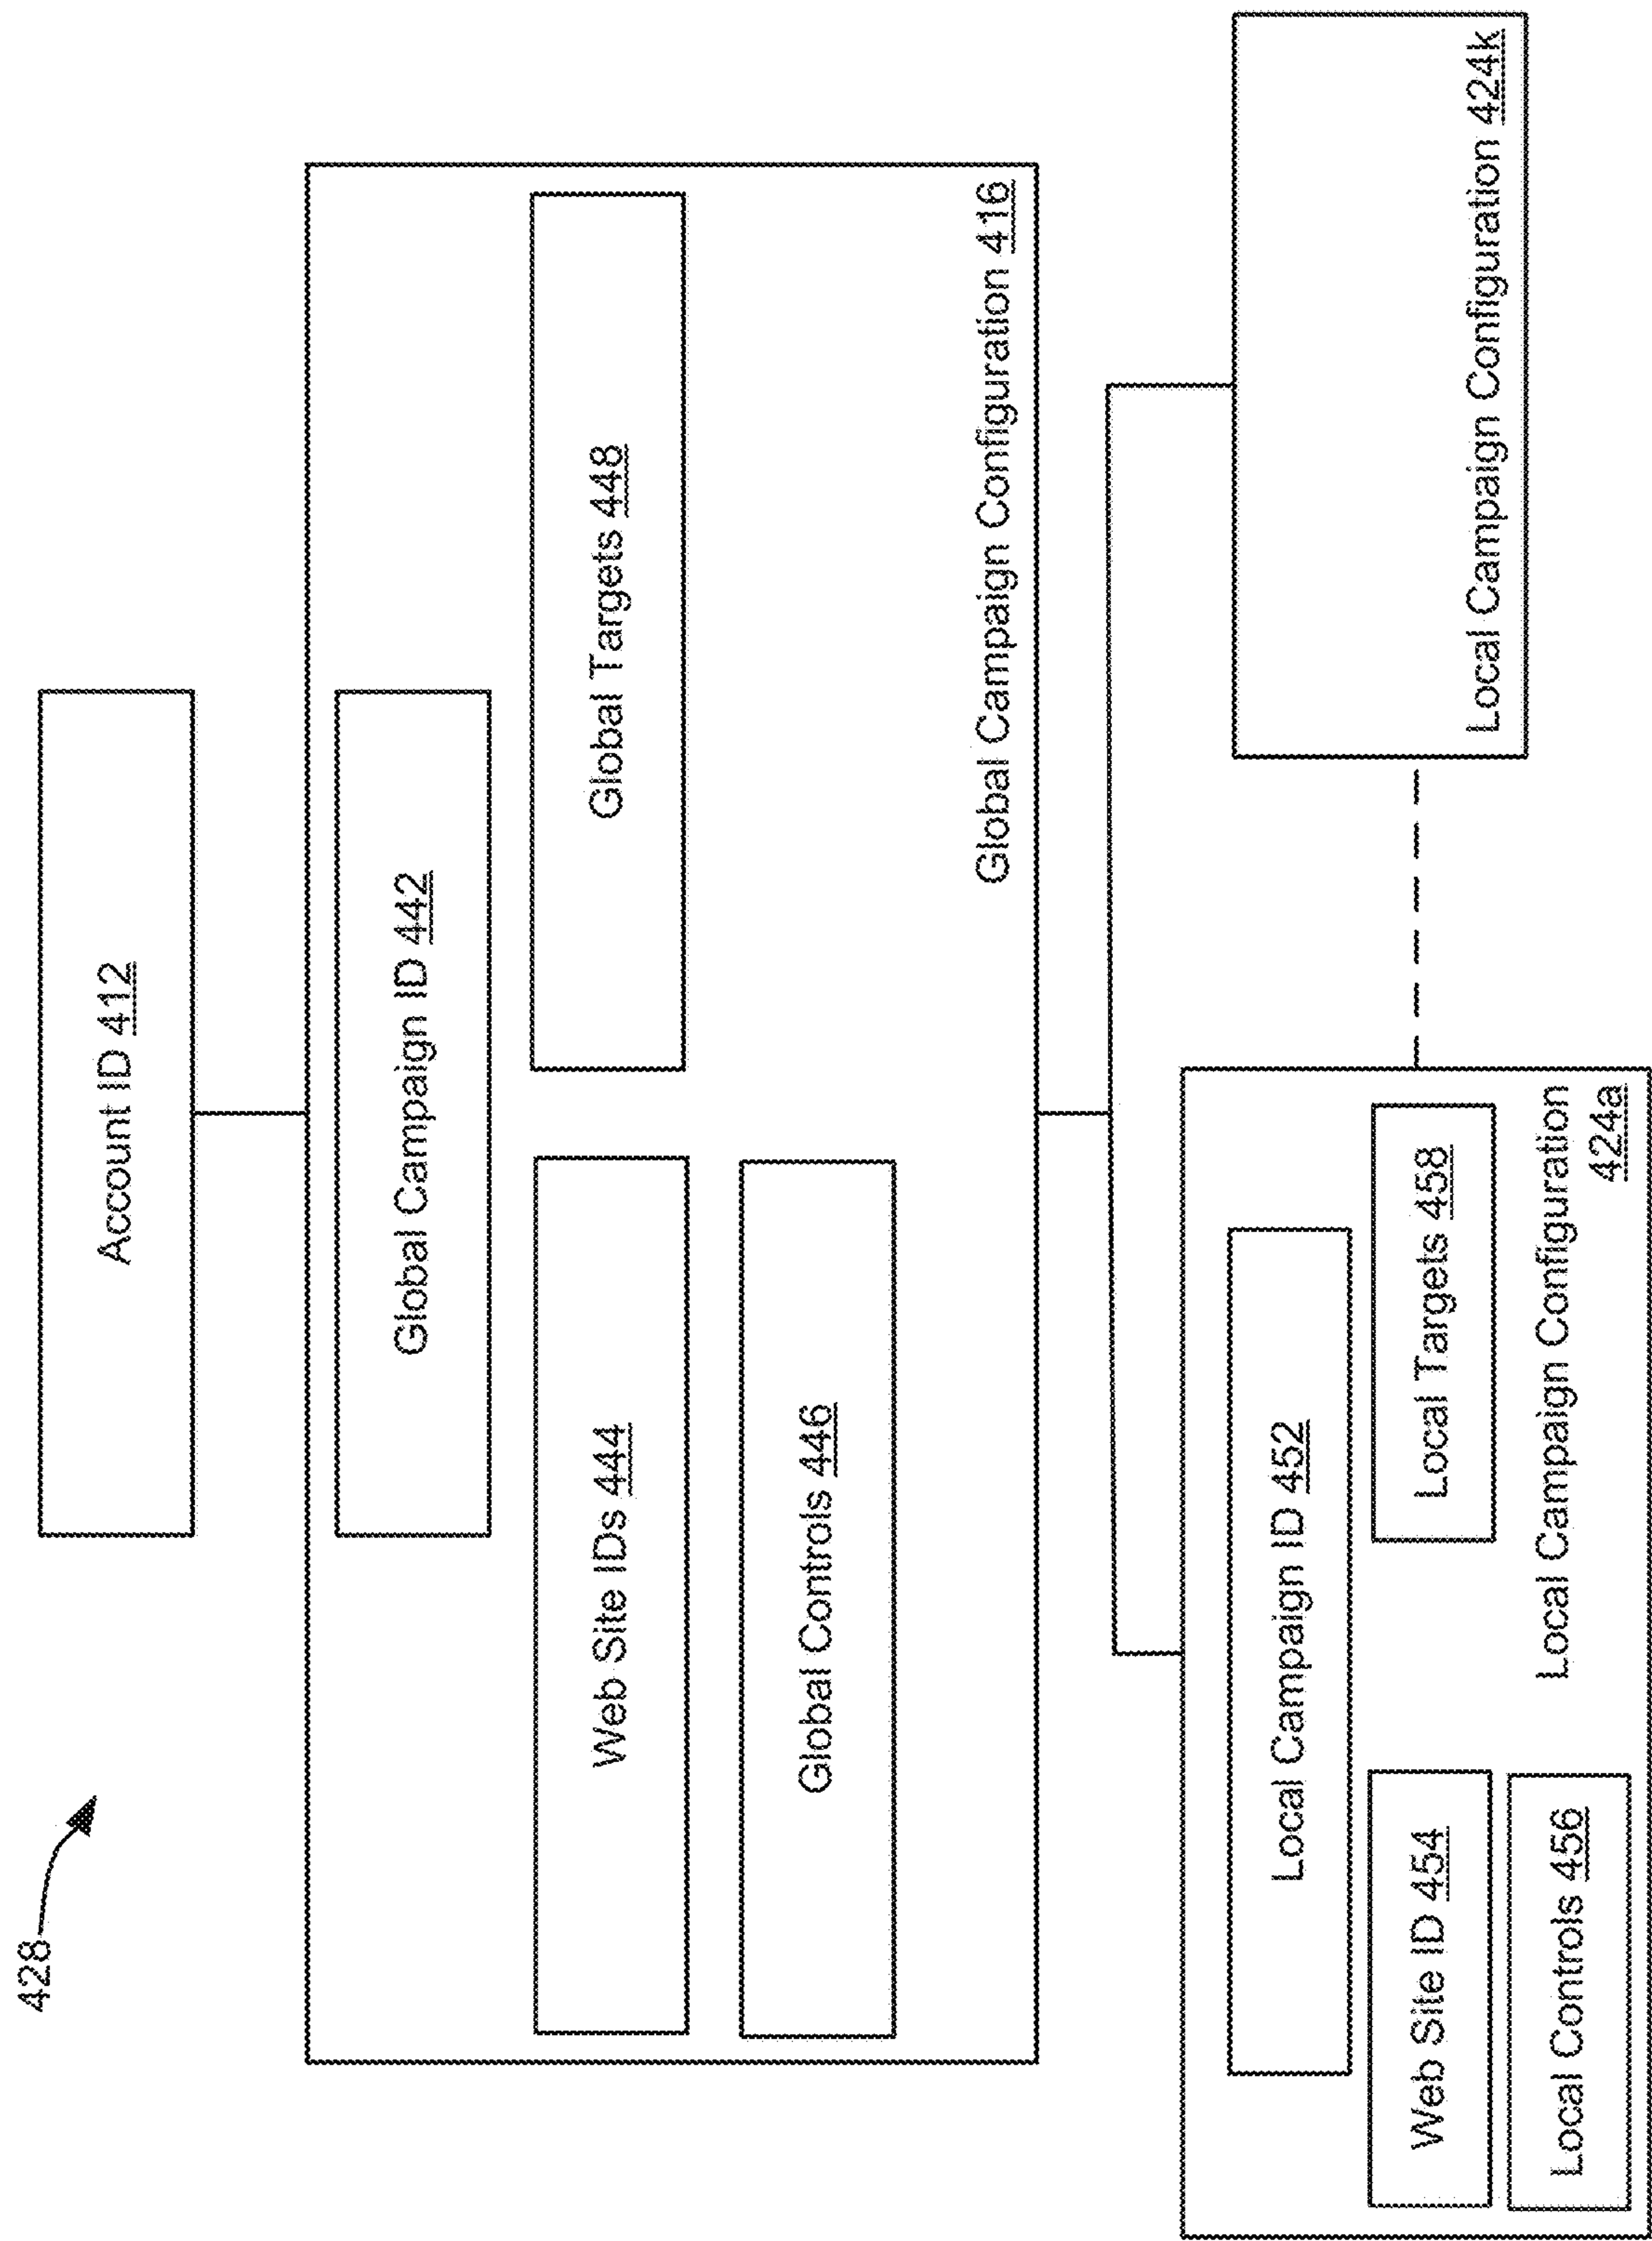 428
Account ID 412
Global Campaign ID 442
Web Site IDs 444
Global Targets 448
Global Controls 446
Global Campaign Configuration 416
Local Campaign ID 452
Web Site ID 454
Local Targets 458
Local Controls 456
Local Campaign Configuration
424a
Local Campaign Configuration 424k